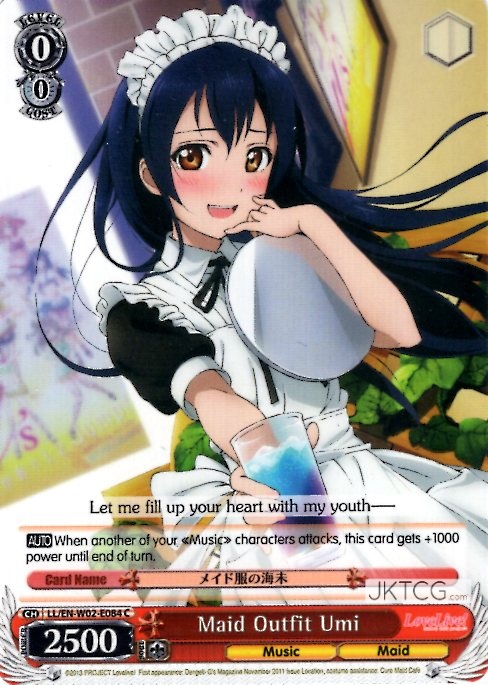 LEVEL
0
0
COST
μ's
Let me fill up your heart with my youth──
AUTO When another of your «Music» characters attacks, this card gets +1000
power until end of turn.
Card Name メイド服の海未
JKTCG.com
CH LL/EN-W02-E084 C
2500
Maid Outfit Umi
LoveLive!
Music Maid
©2013 PROJECT Lovelive! First appearance: Dengeki G's Magazine November 2011 issue Location, costume assistance: Cure Maid Café